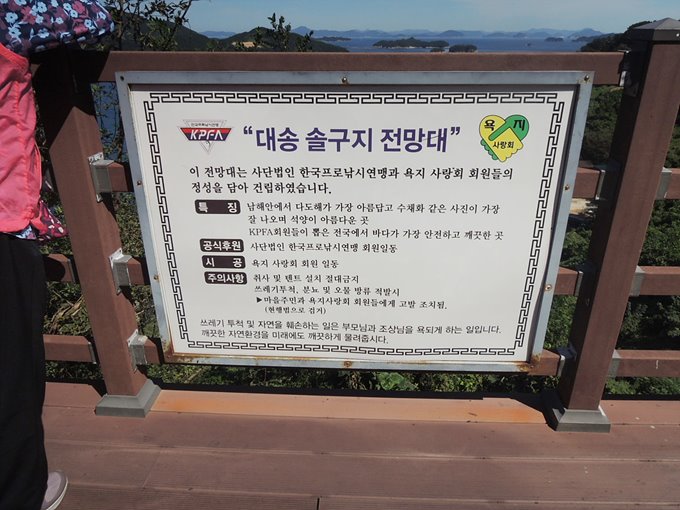 한국프로낚시연맹
KPFA
"대송 솔구지 전망대"
욕 지
사랑회
이 전망대는 사단법인 한국프로낚시연맹과 욕지 사랑회 회원들의
정성을 담아 건립하였습니다.
특 징 남해안에서 다도해가 가장 아름답고 수채화 같은 사진이 가장
잘 나오며 석양이 아름다운 곳
KPFA회원들이 뽑은 전국에서 바다가 가장 안전하고 깨끗한 곳
공식후원 사단법인 한국프로낚시연맹 회원일동
시 공 욕지 사랑회 회원 일동
주의사항 취사 및 텐트 설치 절대금지
쓰레기투척, 분뇨 및 오물 방류 적발시
▶마을주민과 욕지사랑회 회원들에게 고발 조치됨.
(현행법으로 검거)
쓰레기 투척 및 자연을 훼손하는 일은 부모님과 조상님을 욕되게 하는 일입니다.
깨끗한 자연환경을 미래에도 깨끗하게 물려줍시다.